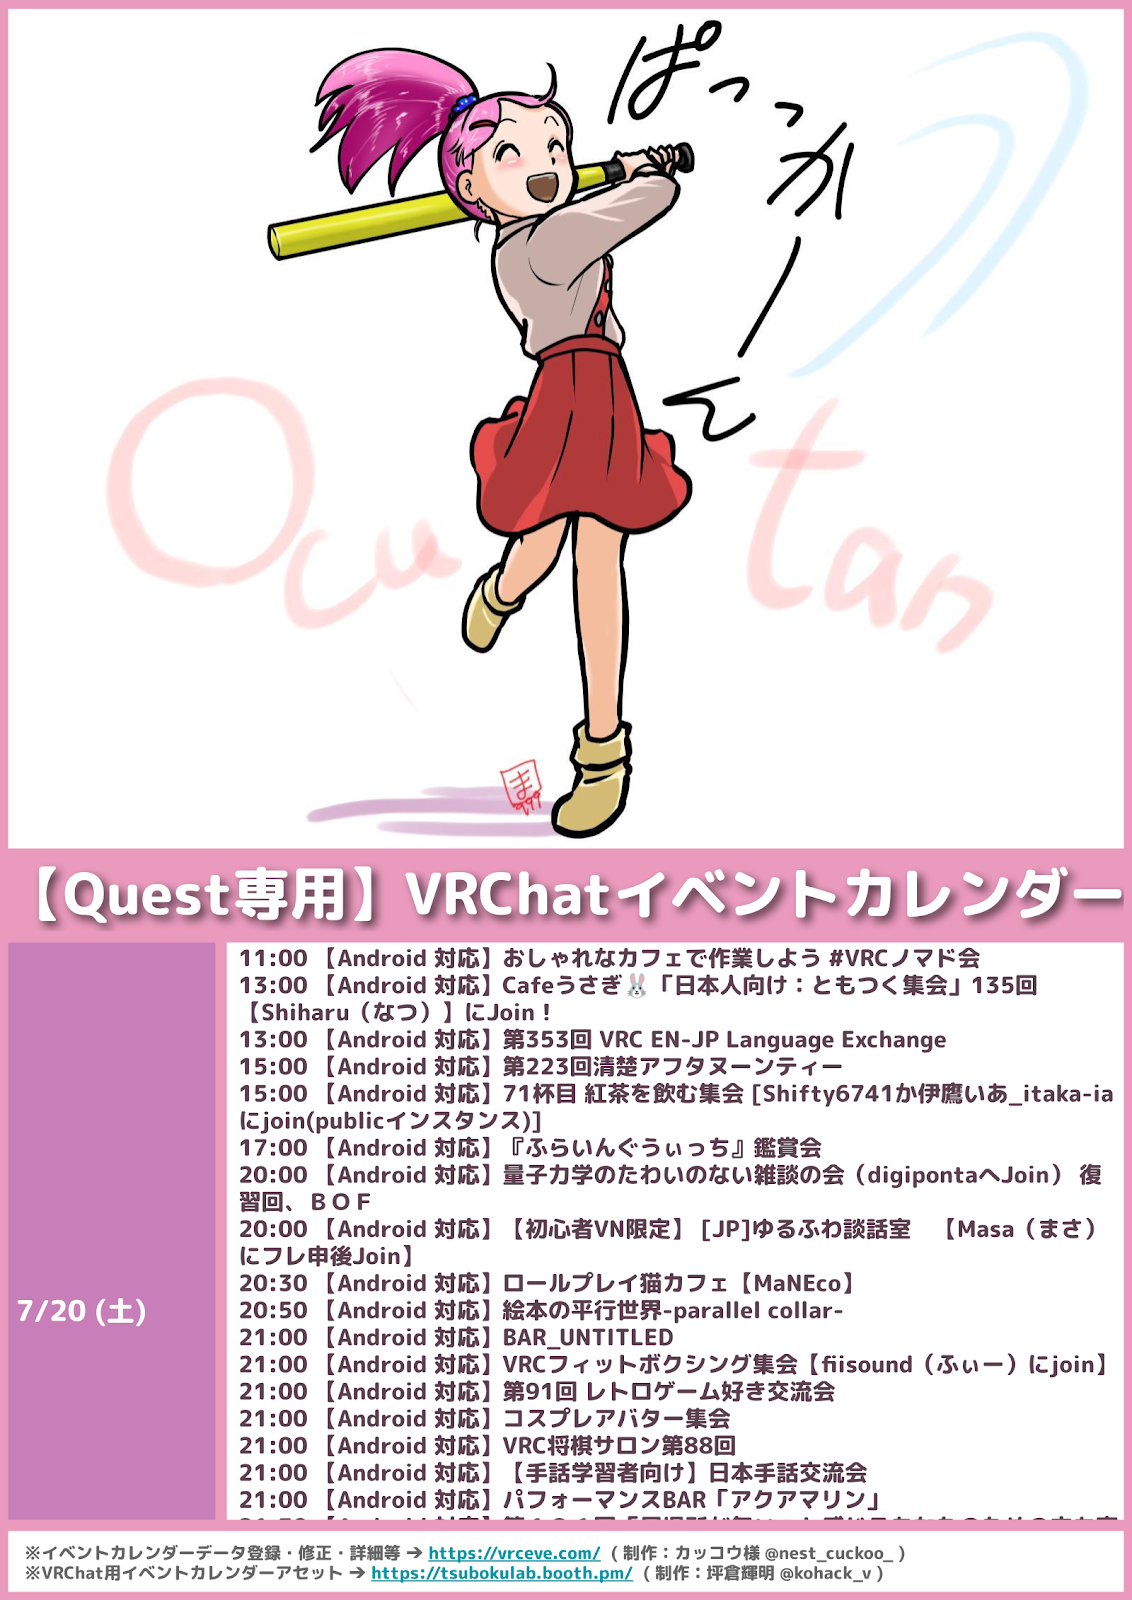 ぱっっかーん
Ocu tan
ま
999
【Quest専用】VRChatイベントカレンダー
7/20 (土)
11:00 【Android 対応】おしゃれなカフェで作業しよう #VRCノマド会
13:00 【Android 対応】Cafeうさぎ🐰「日本人向け：ともつく集会」135回
【Shiharu（なつ）】にJoin！
13:00 【Android 対応】第353回 VRC EN-JP Language Exchange
15:00 【Android 対応】第223回清楚アフタヌーンティー
15:00 【Android 対応】71杯目 紅茶を飲む集会 [Shifty6741か伊鷹いあ_itaka-ia
にjoin(publicインスタンス)]
17:00 【Android 対応】『ふらいんぐうぃっち』鑑賞会
20:00 【Android 対応】量子力学のたわいのない雑談の会（digipontaへJoin） 復
習回、ＢＯＦ
20:00 【Android 対応】【初心者VN限定】 [JP]ゆるふわ談話室　【Masa（まさ）
にフレ申後Join】
20:30 【Android 対応】ロールプレイ猫カフェ【MaNEco】
20:50 【Android 対応】絵本の平行世界-parallel collar-
21:00 【Android 対応】BAR_UNTITLED
21:00 【Android 対応】VRCフィットボクシング集会【fiisound（ふぃー）にjoin】
21:00 【Android 対応】第91回 レトロゲーム好き交流会
21:00 【Android 対応】コスプレアバター集会
21:00 【Android 対応】VRC将棋サロン第88回
21:00 【Android 対応】【手話学習者向け】日本手話交流会
21:00 【Android 対応】パフォーマンスBAR「アクアマリン」
※イベントカレンダーデータ登録・修正・詳細等 ➔ https://vrceve.com/ ( 制作：カッコウ様 @nest_cuckoo_ )
※VRChat用イベントカレンダーアセット ➔ https://tsubokulab.booth.pm/ ( 制作：坪倉輝明 @kohack_v )